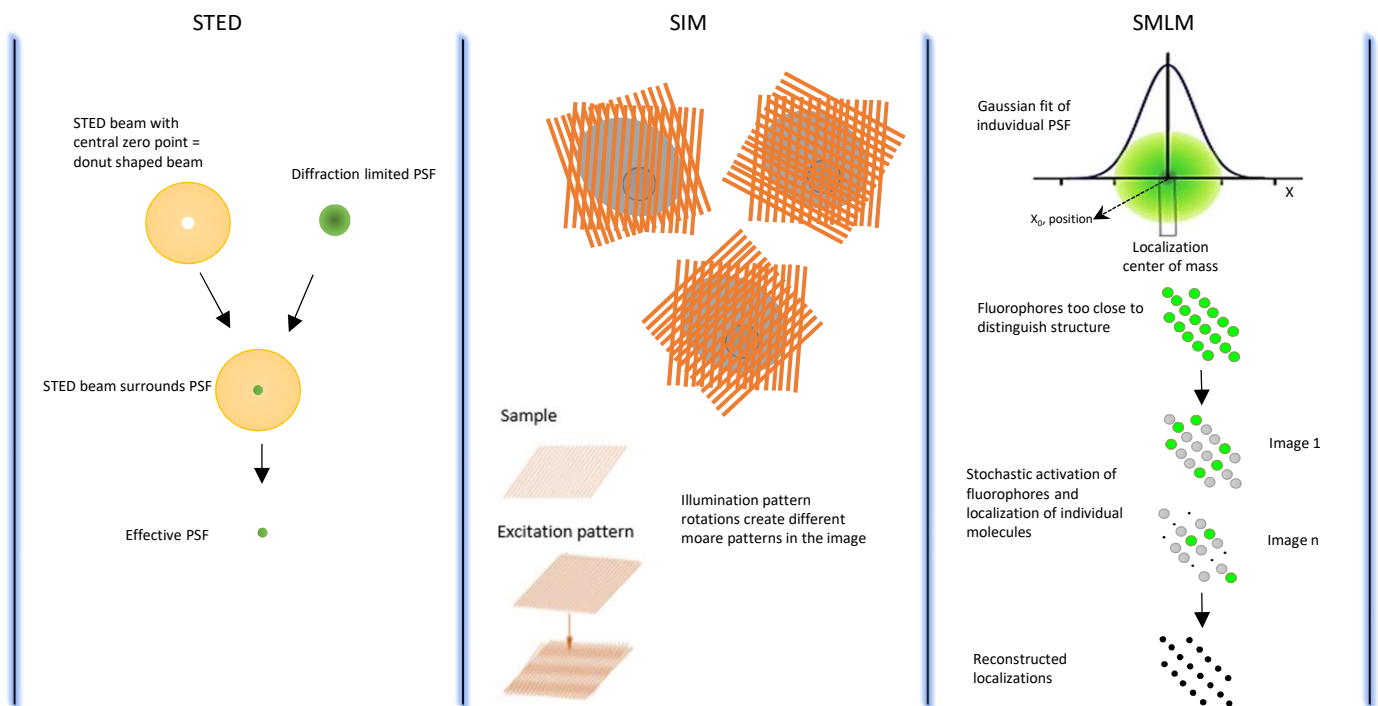 STED
STED beam with
central zero point =
donut shaped beam
Diffraction limited PSF
STED beam surrounds PSF
Effective PSF
SIM
Sample
Excitation pattern
Illumination pattern
rotations create different
moare patterns in the image
SMLM
Gaussian fit of
induvidual PSF
X
X₀, position
Localization
center of mass
Fluorophores too close to
distinguish structure
Image 1
Stochastic activation of
fluorophores and
localization of individual
molecules
Image n
Reconstructed
localizations